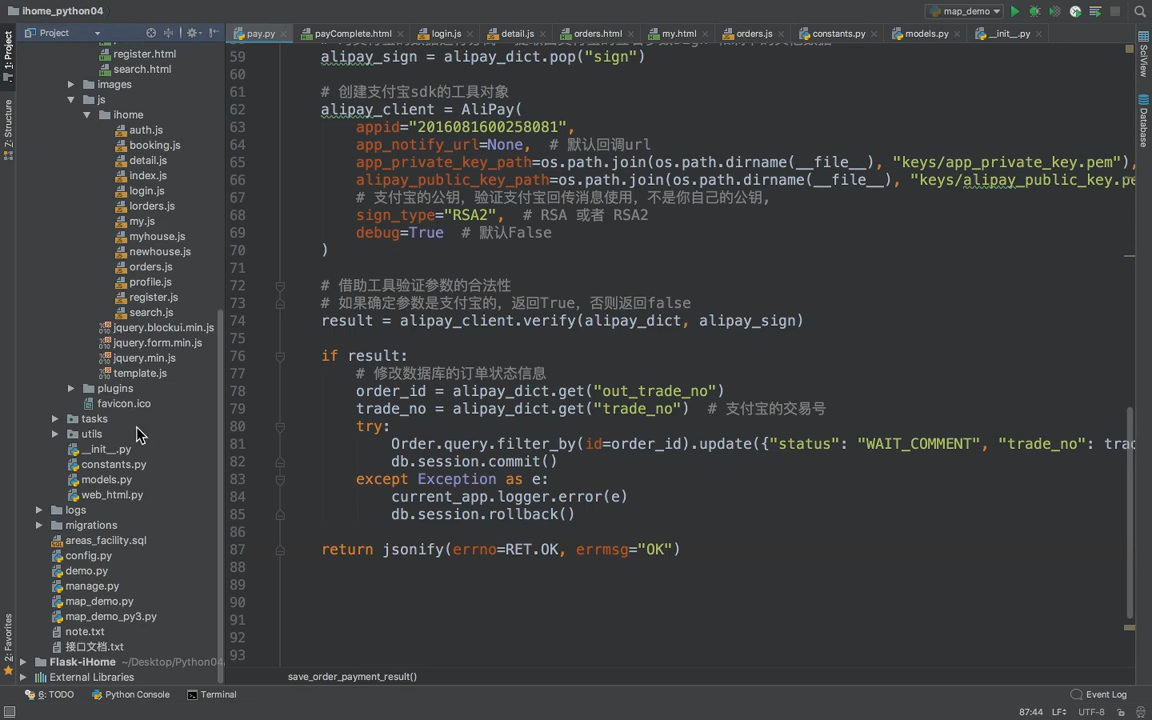 ihome_python04
map_demo
Project
pay.py
payComplete.html
login.js
detail.js
orders.html
my.html
orders.js
constants.py
models.py
__init__.py
1: Project
7: Structure
2: Favorites
SciView
Database
register.html
search.html
images
js
ihome
auth.js
booking.js
detail.js
index.js
login.js
lorders.js
my.js
myhouse.js
newhouse.js
orders.js
profile.js
register.js
search.js
jquery.blockui.min.js
jquery.form.min.js
jquery.min.js
template.js
plugins
favicon.ico
tasks
utils
__init__.py
constants.py
models.py
web_html.py
logs
migrations
areas_facility.sql
config.py
demo.py
manage.py
map_demo.py
map_demo_py3.py
note.txt
接口文档.txt
Flask-iHome ~/Desktop/Python04
External Libraries
59 alipay_sign = alipay_dict.pop("sign")
60
61 # 创建支付宝sdk的工具对象
62 alipay_client = AliPay(
63 appid="2016081600258081",
64 app_notify_url=None, # 默认回调url
65 app_private_key_path=os.path.join(os.path.dirname(__file__), "keys/app_private_key.pem"),
66 alipay_public_key_path=os.path.join(os.path.dirname(__file__), "keys/alipay_public_key.pe
67 # 支付宝的公钥，验证支付宝回传消息使用，不是你自己的公钥,
68 sign_type="RSA2", # RSA 或者 RSA2
69 debug=True # 默认False
70 )
71
72 # 借助工具验证参数的合法性
73 # 如果确定参数是支付宝的，返回True，否则返回false
74 result = alipay_client.verify(alipay_dict, alipay_sign)
75
76 if result:
77 # 修改数据库的订单状态信息
78 order_id = alipay_dict.get("out_trade_no")
79 trade_no = alipay_dict.get("trade_no") # 支付宝的交易号
80 try:
81 Order.query.filter_by(id=order_id).update({"status": "WAIT_COMMENT", "trade_no": trac
82 db.session.commit()
83 except Exception as e:
84 current_app.logger.error(e)
85 db.session.rollback()
86
87 return jsonify(errno=RET.OK, errmsg="OK")
88
89
90
91
92
93
save_order_payment_result()
6: TODO
Python Console
Terminal
Event Log
87:44 LF UTF-8